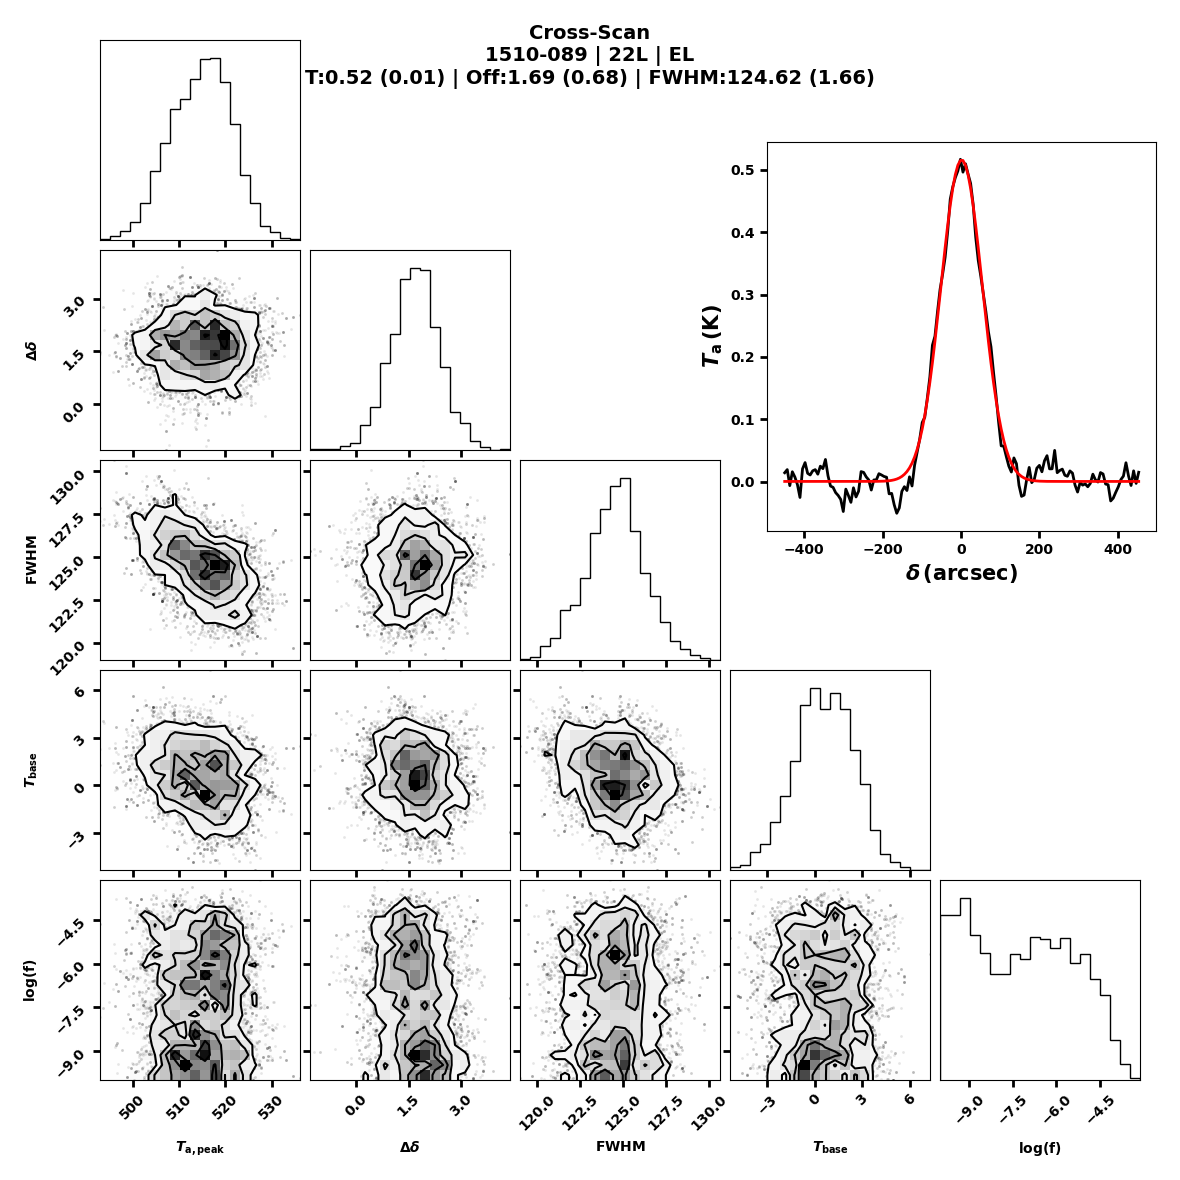 Cross-Scan
1510-089 | 22L | EL
T:0.52 (0.01) | Off:1.69 (0.68) | FWHM:124.62 (1.66)
0.5
0.4
0.3
0.2
0.1
0.0
T_a (K)
−400 −200 0 200 400
δ (arcsec)
3.0
1.5
0.0
Δδ
130.0
127.5
125.0
122.5
120.0
FWHM
6
3
0
−3
T_base
−4.5
−6.0
−7.5
−9.0
log(f)
500 510 520 530 0.0 1.5 3.0 120.0 122.5 125.0 127.5 130.0 −3 0 3 6 −9.0 −7.5 −6.0 −4.5
T_a,peak Δδ FWHM T_base log(f)